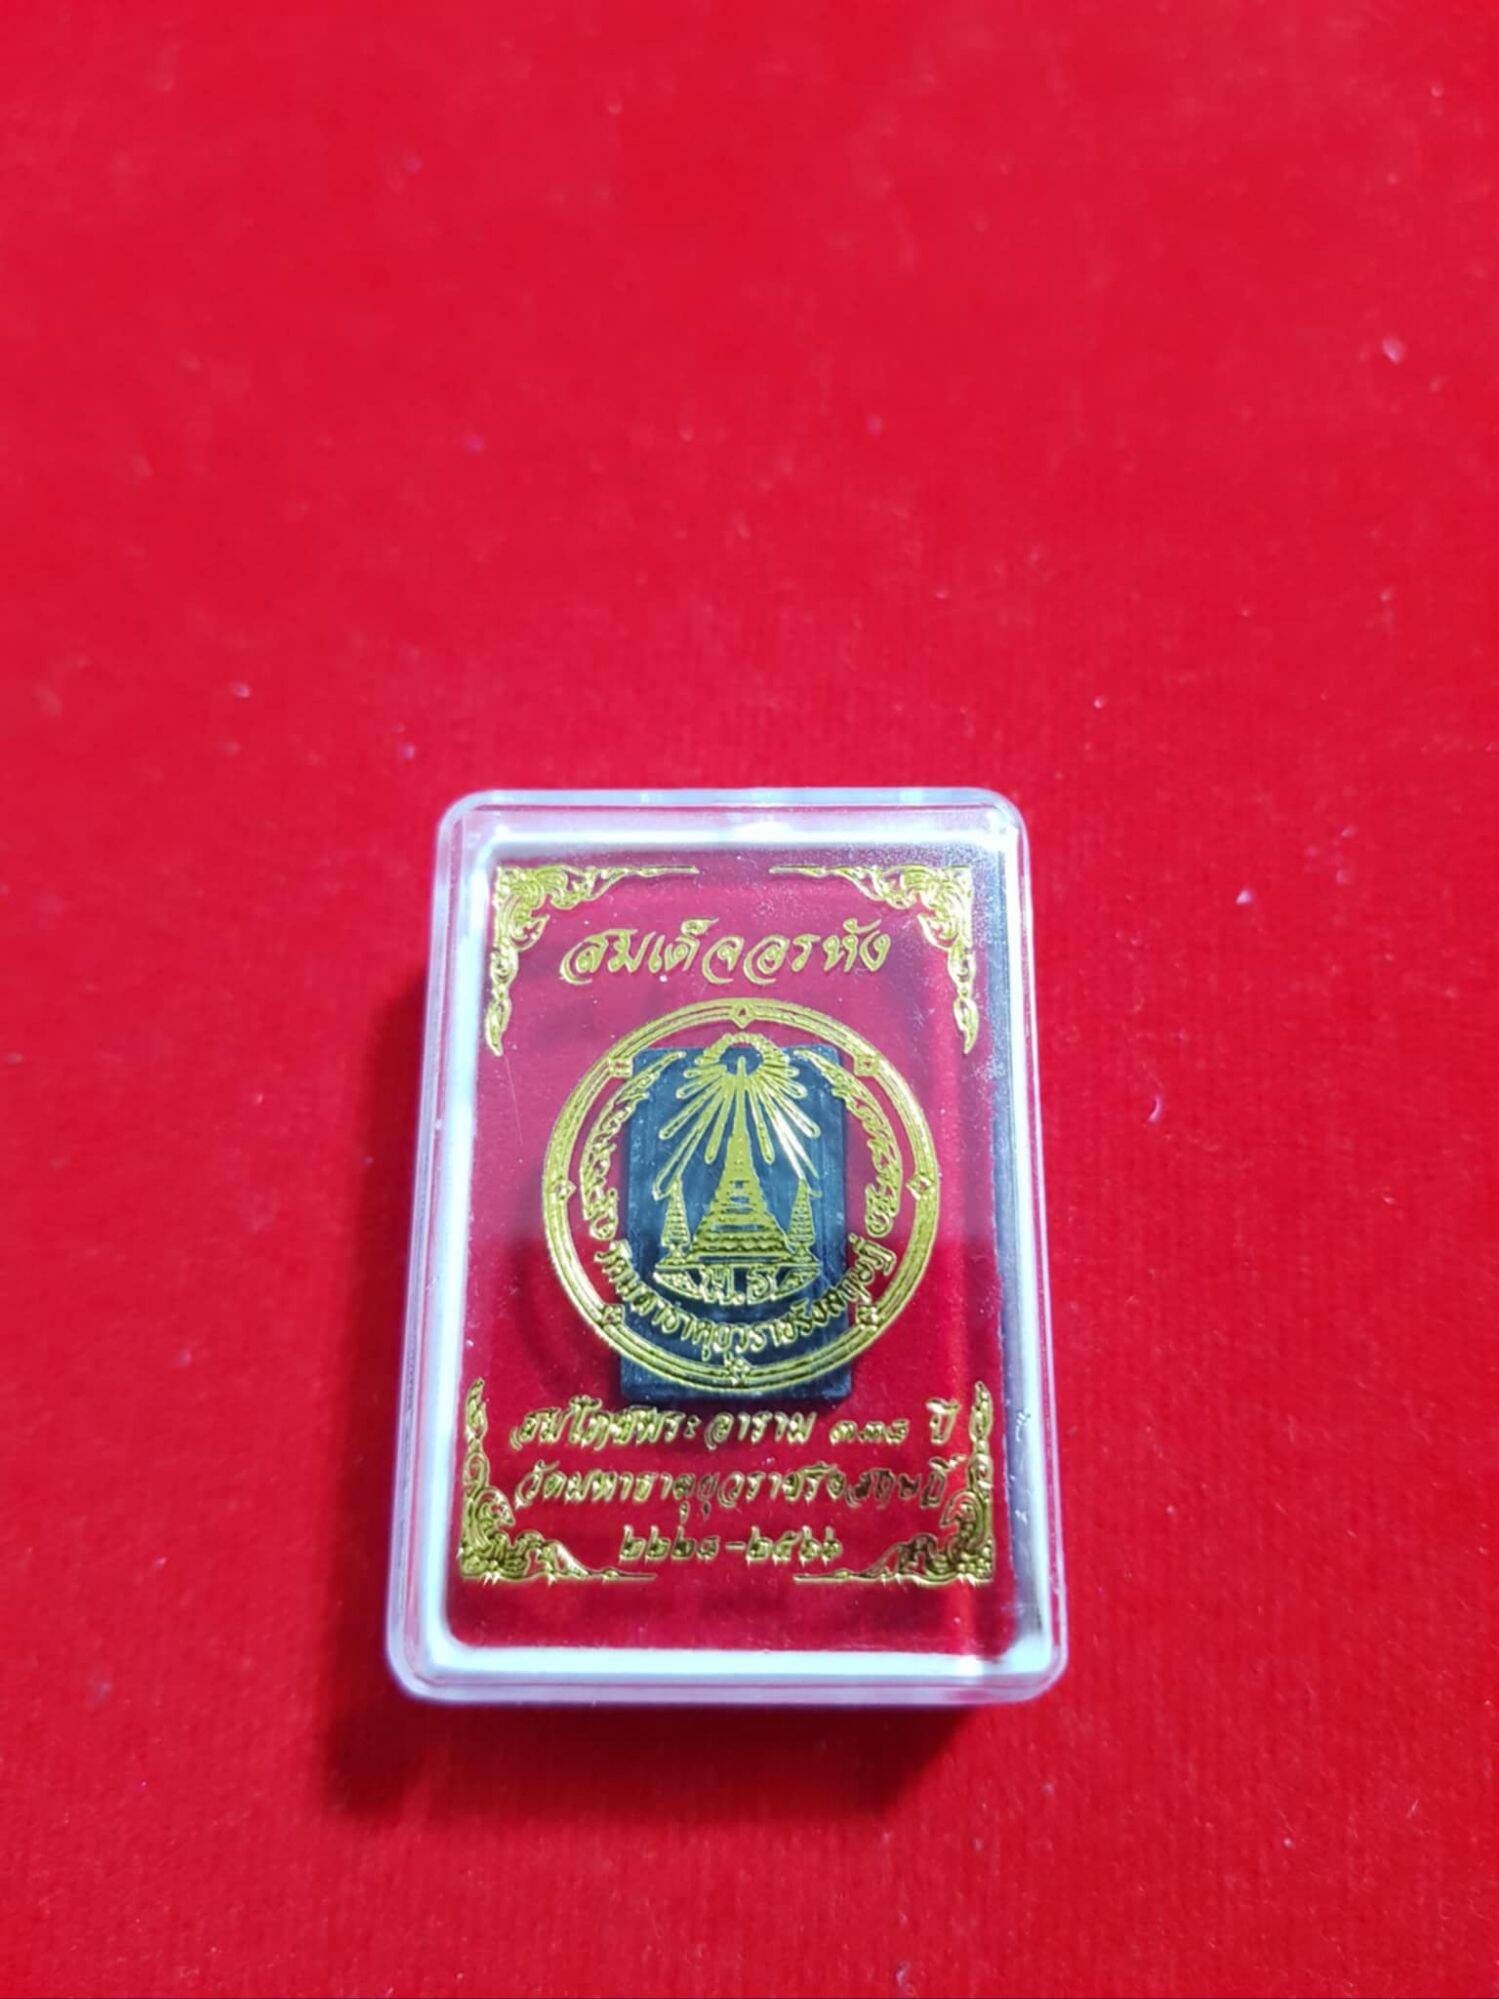 สมเด็จอรหัง
ม.ธ.
วัดมหาธาตุยุวราชรังสฤษฎิ์
สมโภชพระอาราม ๓๓๘ ปี
วัดมหาธาตุยุวราชรังสฤษฎิ์
๒๒๒๘-๒๕๖๖